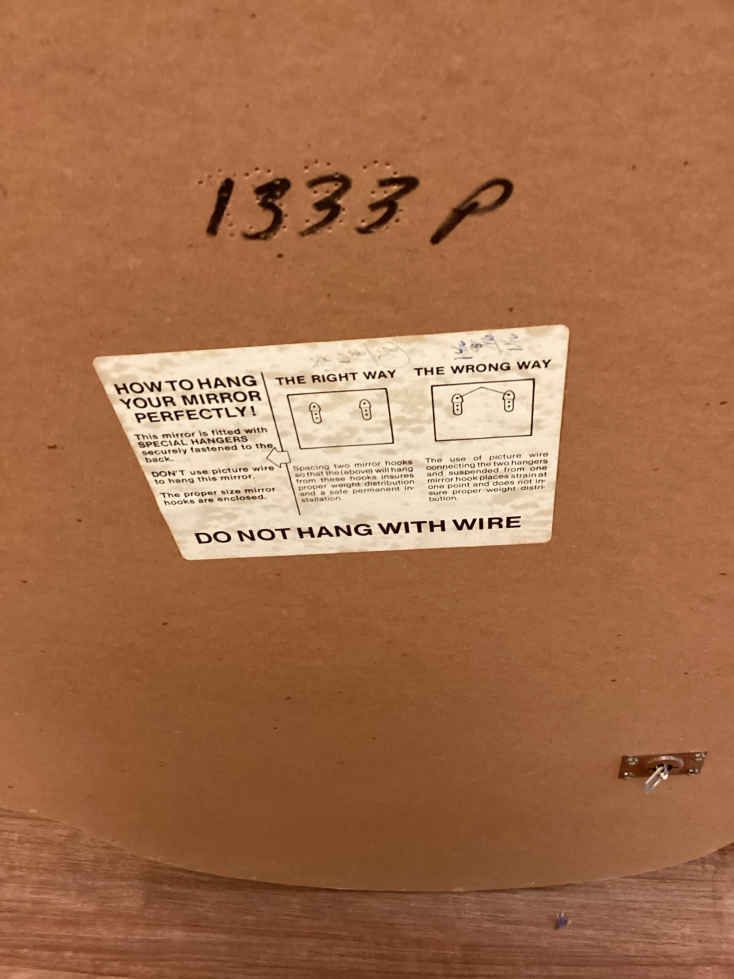 1333 P
HOW TO HANG
YOUR MIRROR
PERFECTLY!
This mirror is fitted with
SPECIAL HANGERS
securely fastened to the
back.
DON'T use picture wire
to hang this mirror.
The proper size mirror
hooks are enclosed.
THE RIGHT WAY
Spacing two mirror hooks
so that the (above) will hang
from these hooks insures
proper weight distribution
and a safe permanent in-
stallation.
THE WRONG WAY
The use of picture wire
connecting the two hangers
and suspended from one
mirror hook places strain at
one point and does not in-
sure proper weight distri-
bution.
DO NOT HANG WITH WIRE